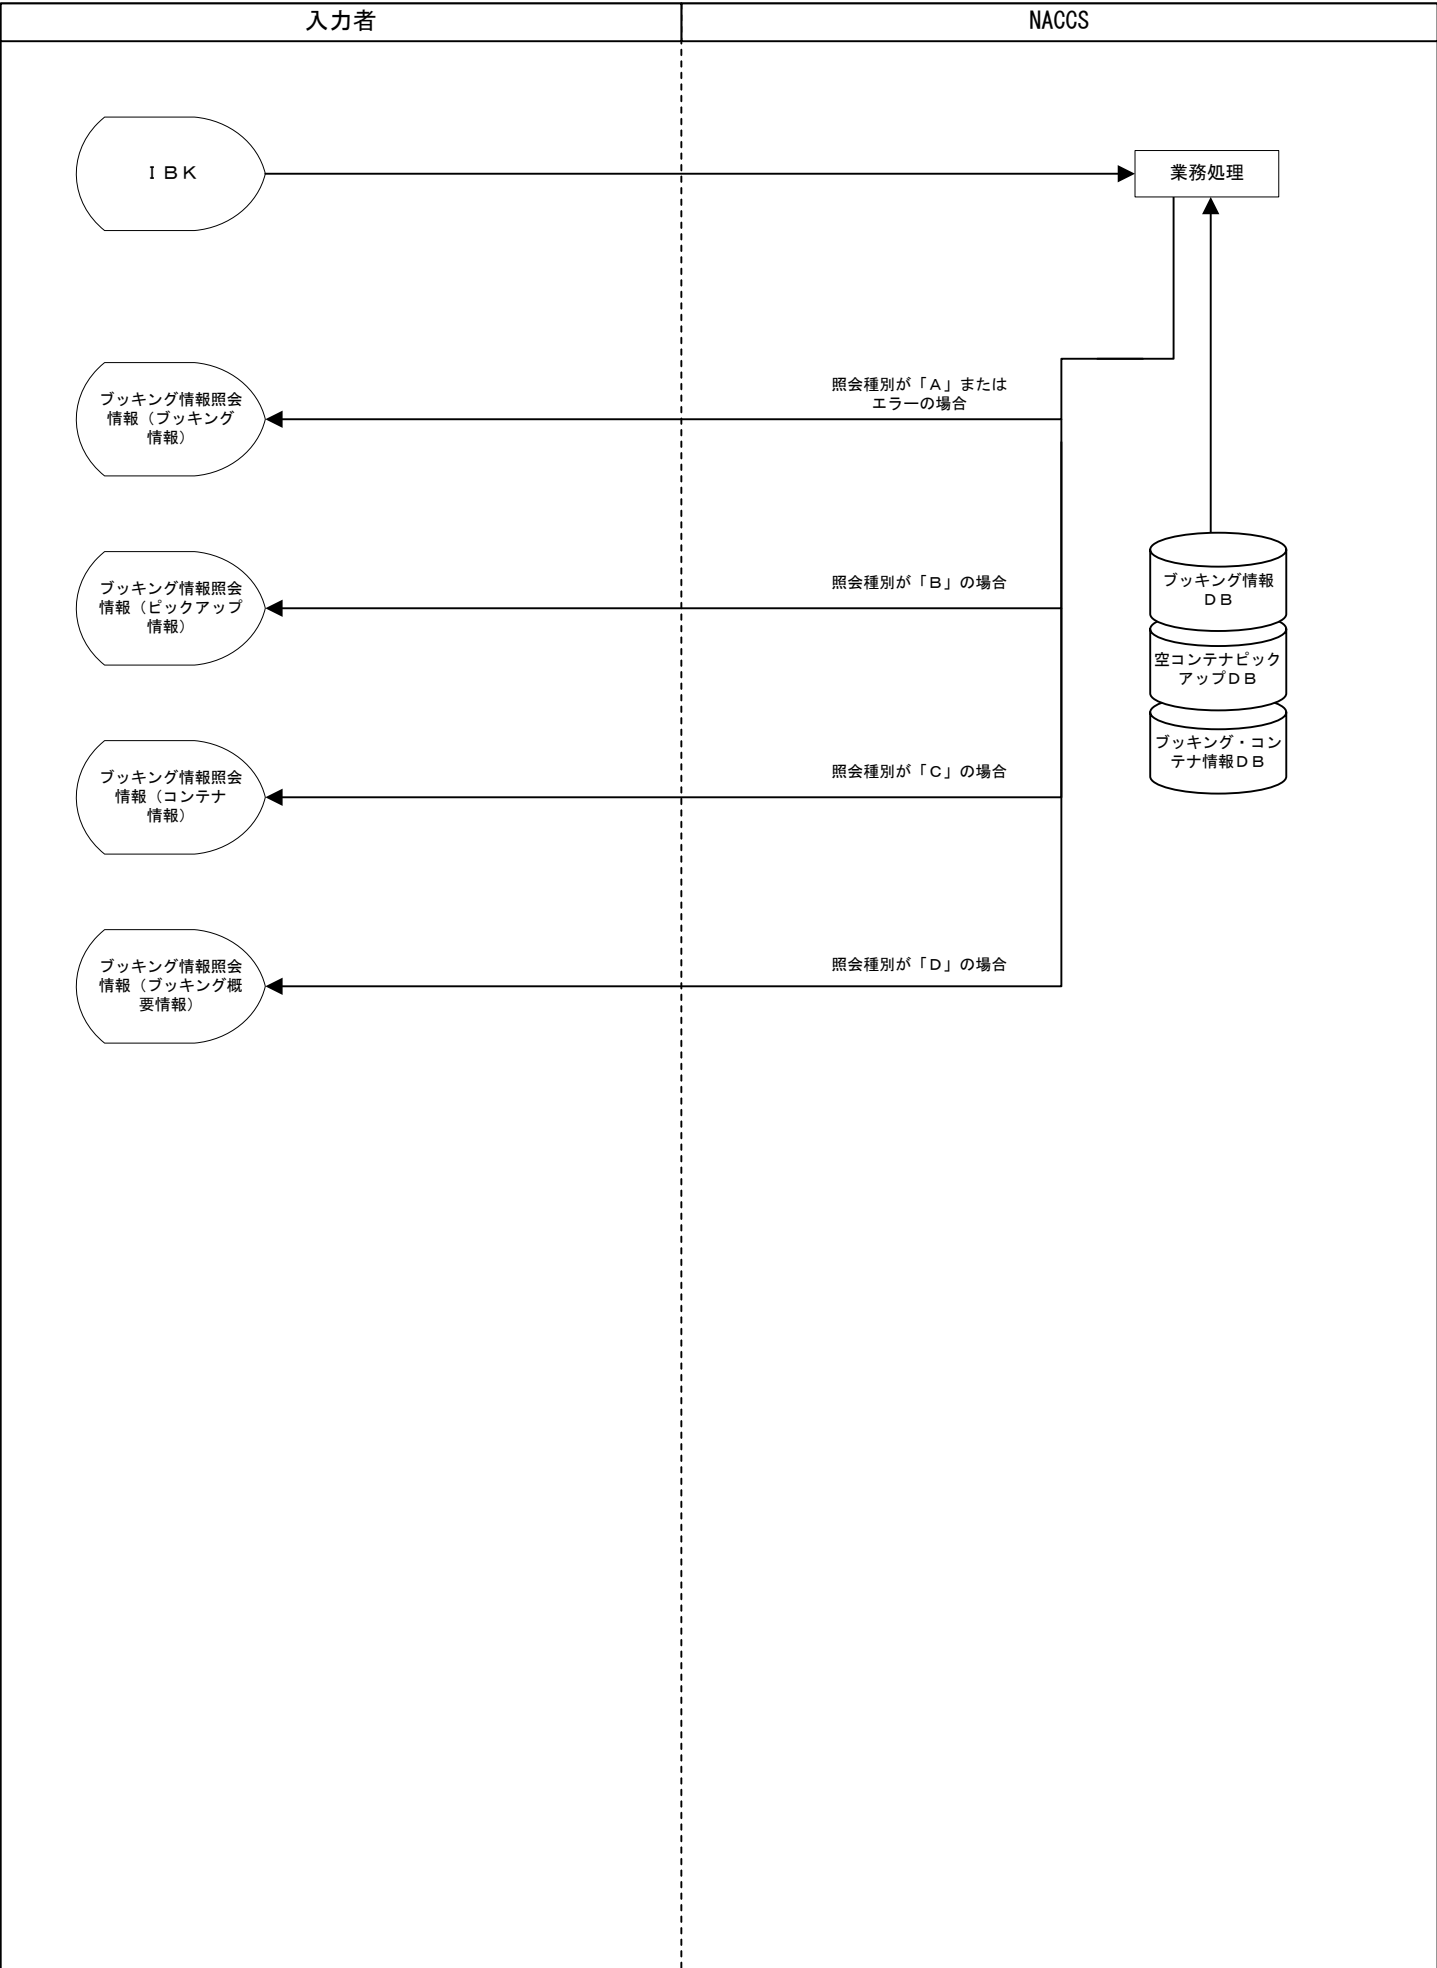 入力者
NACCS
ＩＢＫ
業務処理
ブッキング情報照会
情報（ブッキング
情報）
照会種別が「Ａ」または
エラーの場合
ブッキング情報照会
情報（ピックアップ
情報）
照会種別が「Ｂ」の場合
ブッキング情報
ＤＢ
空コンテナピック
アップＤＢ
ブッキング・コン
テナ情報ＤＢ
ブッキング情報照会
情報（コンテナ
情報）
照会種別が「Ｃ」の場合
ブッキング情報照会
情報（ブッキング概
要情報）
照会種別が「Ｄ」の場合